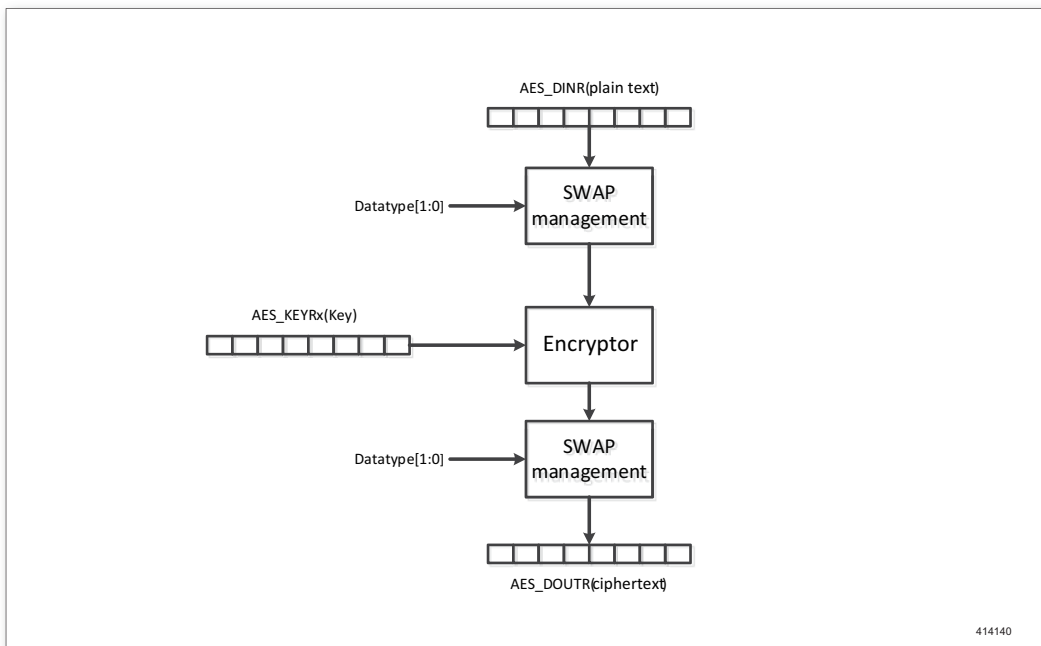 AES_DINR(plain text)
SWAP
management
Datatype[1:0]
AES_KEYRx(Key)
Encryptor
SWAP
management
Datatype[1:0]
AES_DOUTR(ciphertext)
414140